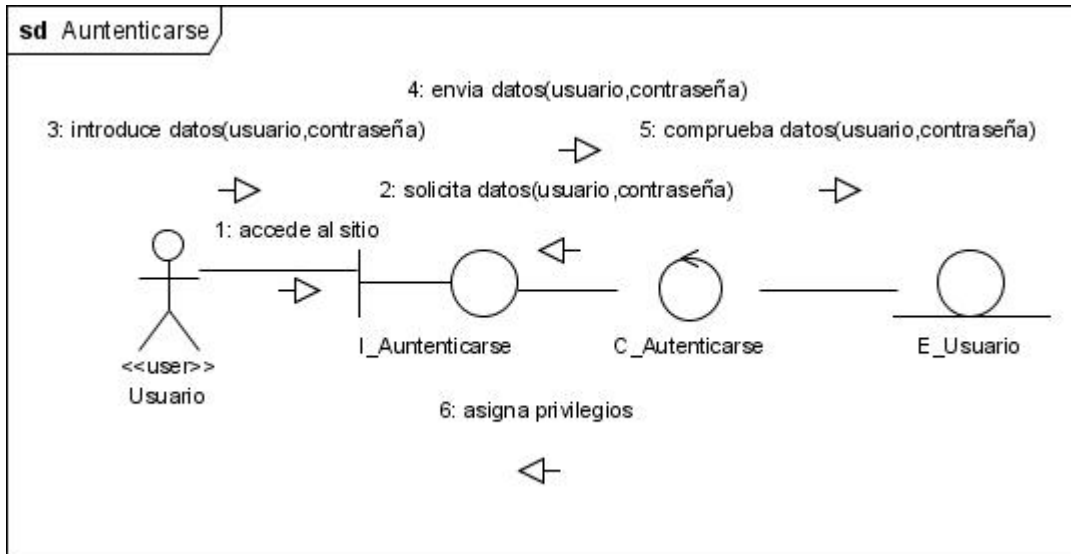 sd Auntenticarse
4: envia datos(usuario,contraseña)
3: introduce datos(usuario,contraseña)
5: comprueba datos(usuario,contraseña)
2: solicita datos(usuario,contraseña)
1: accede al sitio
I_Auntenticarse
C_Autenticarse
E_Usuario
<<user>>
Usuario
6: asigna privilegios